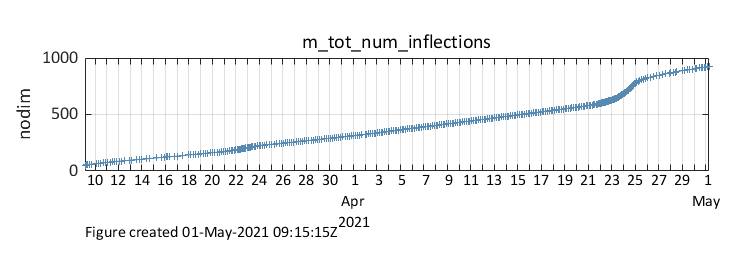 m_tot_num_inflections
1000
500
0
nodim
10 12 14 16 18 20 22 24 26 28 30 1 3 5 7 9 11 13 15 17 19 21 23 25 27 29 1
Apr May
2021
Figure created 01-May-2021 09:15:15Z